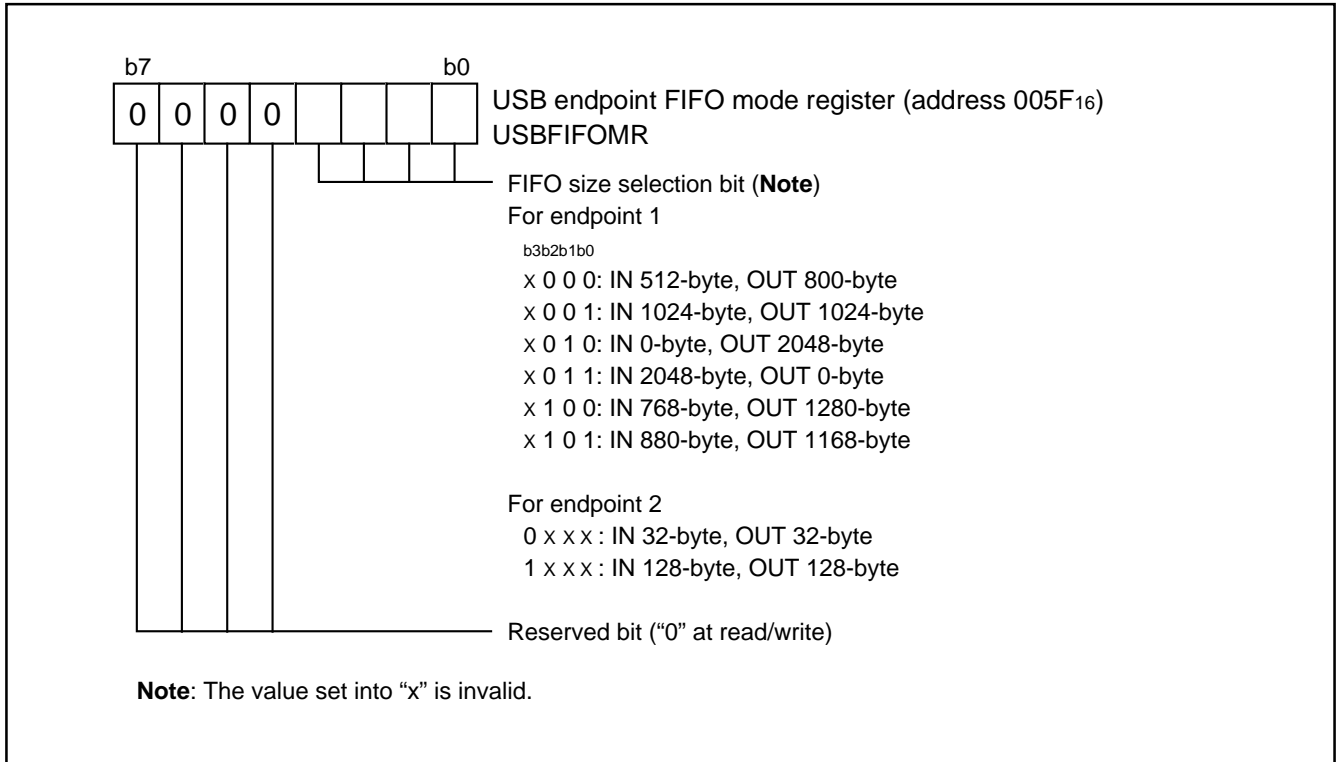 b7 b0
0 0 0 0
USB endpoint FIFO mode register (address 005F16)
USBFIFOMR
FIFO size selection bit (Note)
For endpoint 1
b3b2b1b0
x 0 0 0: IN 512-byte, OUT 800-byte
x 0 0 1: IN 1024-byte, OUT 1024-byte
x 0 1 0: IN 0-byte, OUT 2048-byte
x 0 1 1: IN 2048-byte, OUT 0-byte
x 1 0 0: IN 768-byte, OUT 1280-byte
x 1 0 1: IN 880-byte, OUT 1168-byte
For endpoint 2
0 x x x : IN 32-byte, OUT 32-byte
1 x x x : IN 128-byte, OUT 128-byte
Reserved bit (“0” at read/write)
Note: The value set into “x” is invalid.